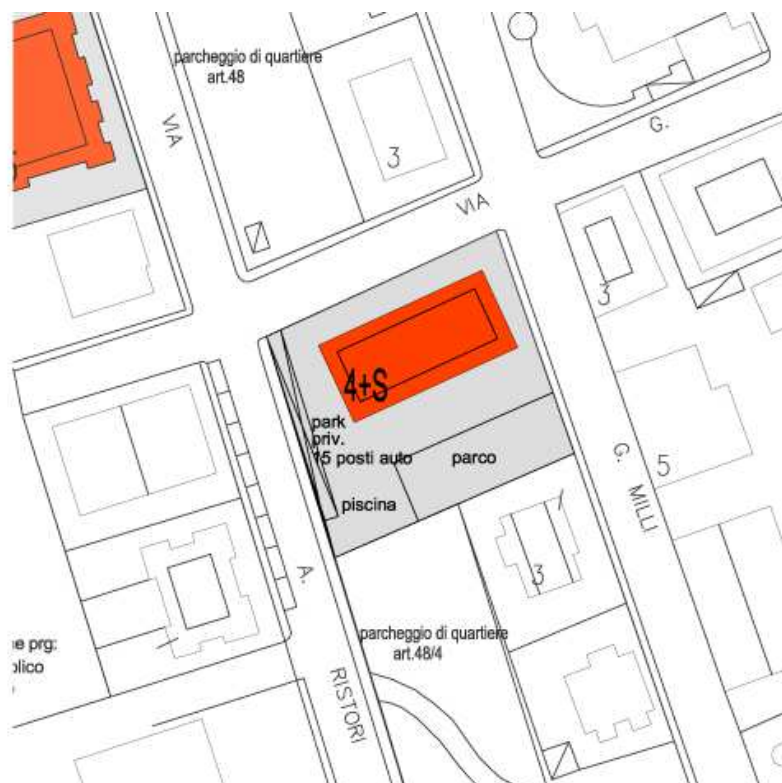 parcheggio di quartiere
art.48
VIA
3
G.
VIA
3
4+S
park
priv.
15 posti auto
parco
piscina
G. MILLI
5
A.
RISTORI
3
parcheggio di quartiere
art.48/4
prg: